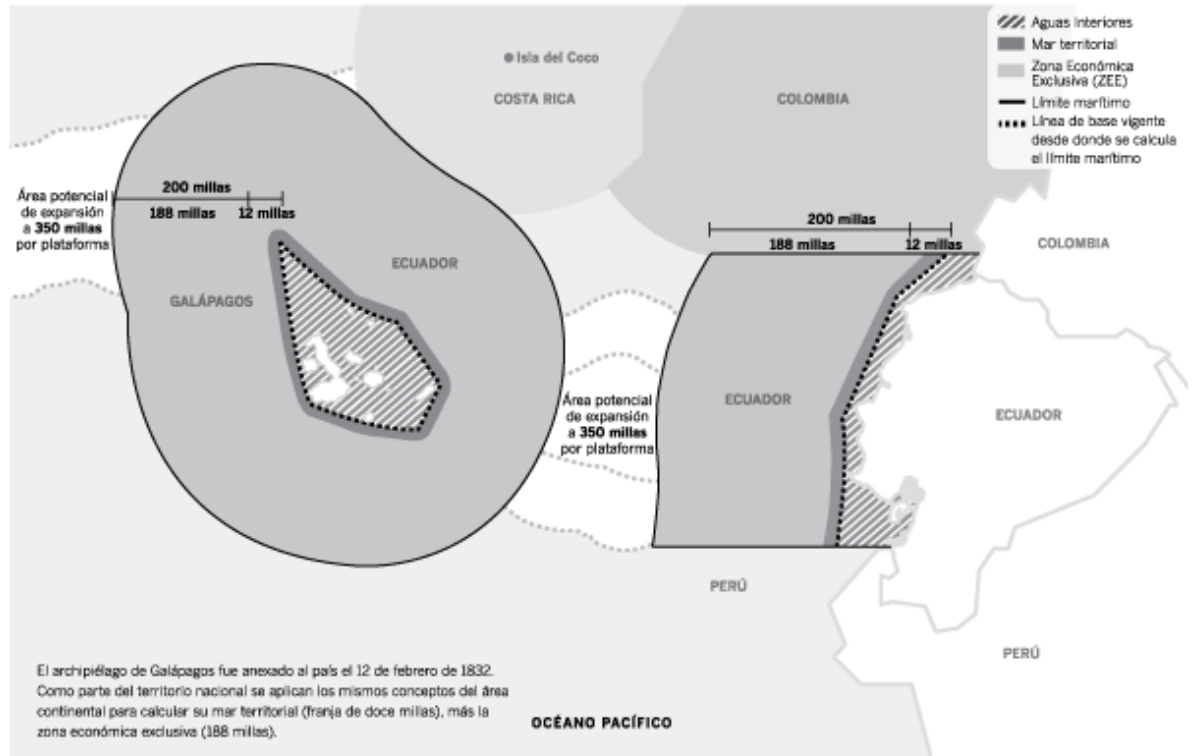 Aguas Interiores
Mar territorial
Zona Económica
Exclusiva (ZEE)
Límite marítimo
Línea de base vigente
desde donde se calcula
el límite marítimo
Isla del Coco
COSTA RICA
COLOMBIA
200 millas
188 millas
12 millas
Área potencial
de expansión
a 350 millas
por plataforma
ECUADOR
GALÁPAGOS
200 millas
188 millas
12 millas
COLOMBIA
Área potencial
de expansión
a 350 millas
por plataforma
ECUADOR
ECUADOR
PERÚ
PERÚ
El archipiélago de Galápagos fue anexado al país el 12 de febrero de 1832.
Como parte del territorio nacional se aplican los mismos conceptos del área
continental para calcular su mar territorial (franja de doce millas), más la
zona económica exclusiva (188 millas).
OCÉANO PACÍFICO